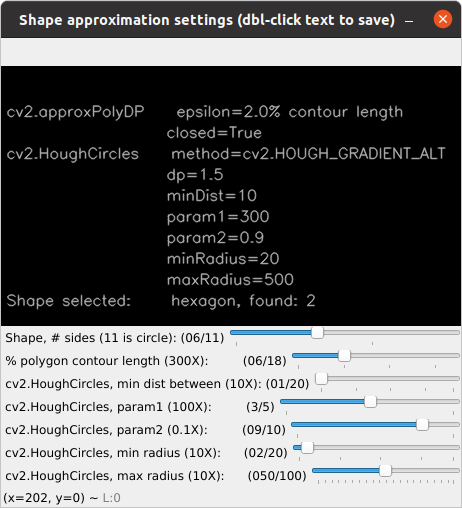 Shape approximation settings (dbl-click text to save)
cv2.approxPolyDP epsilon=2.0% contour length
closed=True
cv2.HoughCircles method=cv2.HOUGH_GRADIENT_ALT
dp=1.5
minDist=10
param1=300
param2=0.9
minRadius=20
maxRadius=500
Shape selected: hexagon, found: 2
Shape, # sides (11 is circle): (06/11)
% polygon contour length (300X): (06/18)
cv2.HoughCircles, min dist between (10X): (01/20)
cv2.HoughCircles, param1 (100X): (3/5)
cv2.HoughCircles, param2 (0.1X): (09/10)
cv2.HoughCircles, min radius (10X): (02/20)
cv2.HoughCircles, max radius (10X): (050/100)
(x=202, y=0) ~ L:0